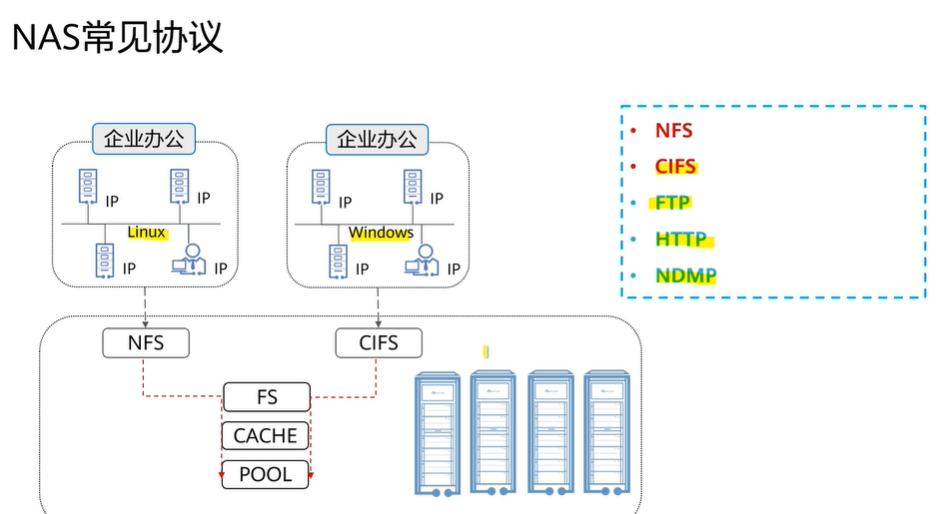 NAS常见协议
企业办公
企业办公
IP
IP
IP
IP
Linux
Windows
IP
IP
IP
IP
NFS
CIFS
FS
CACHE
POOL
• NFS
• CIFS
• FTP
• HTTP
• NDMP